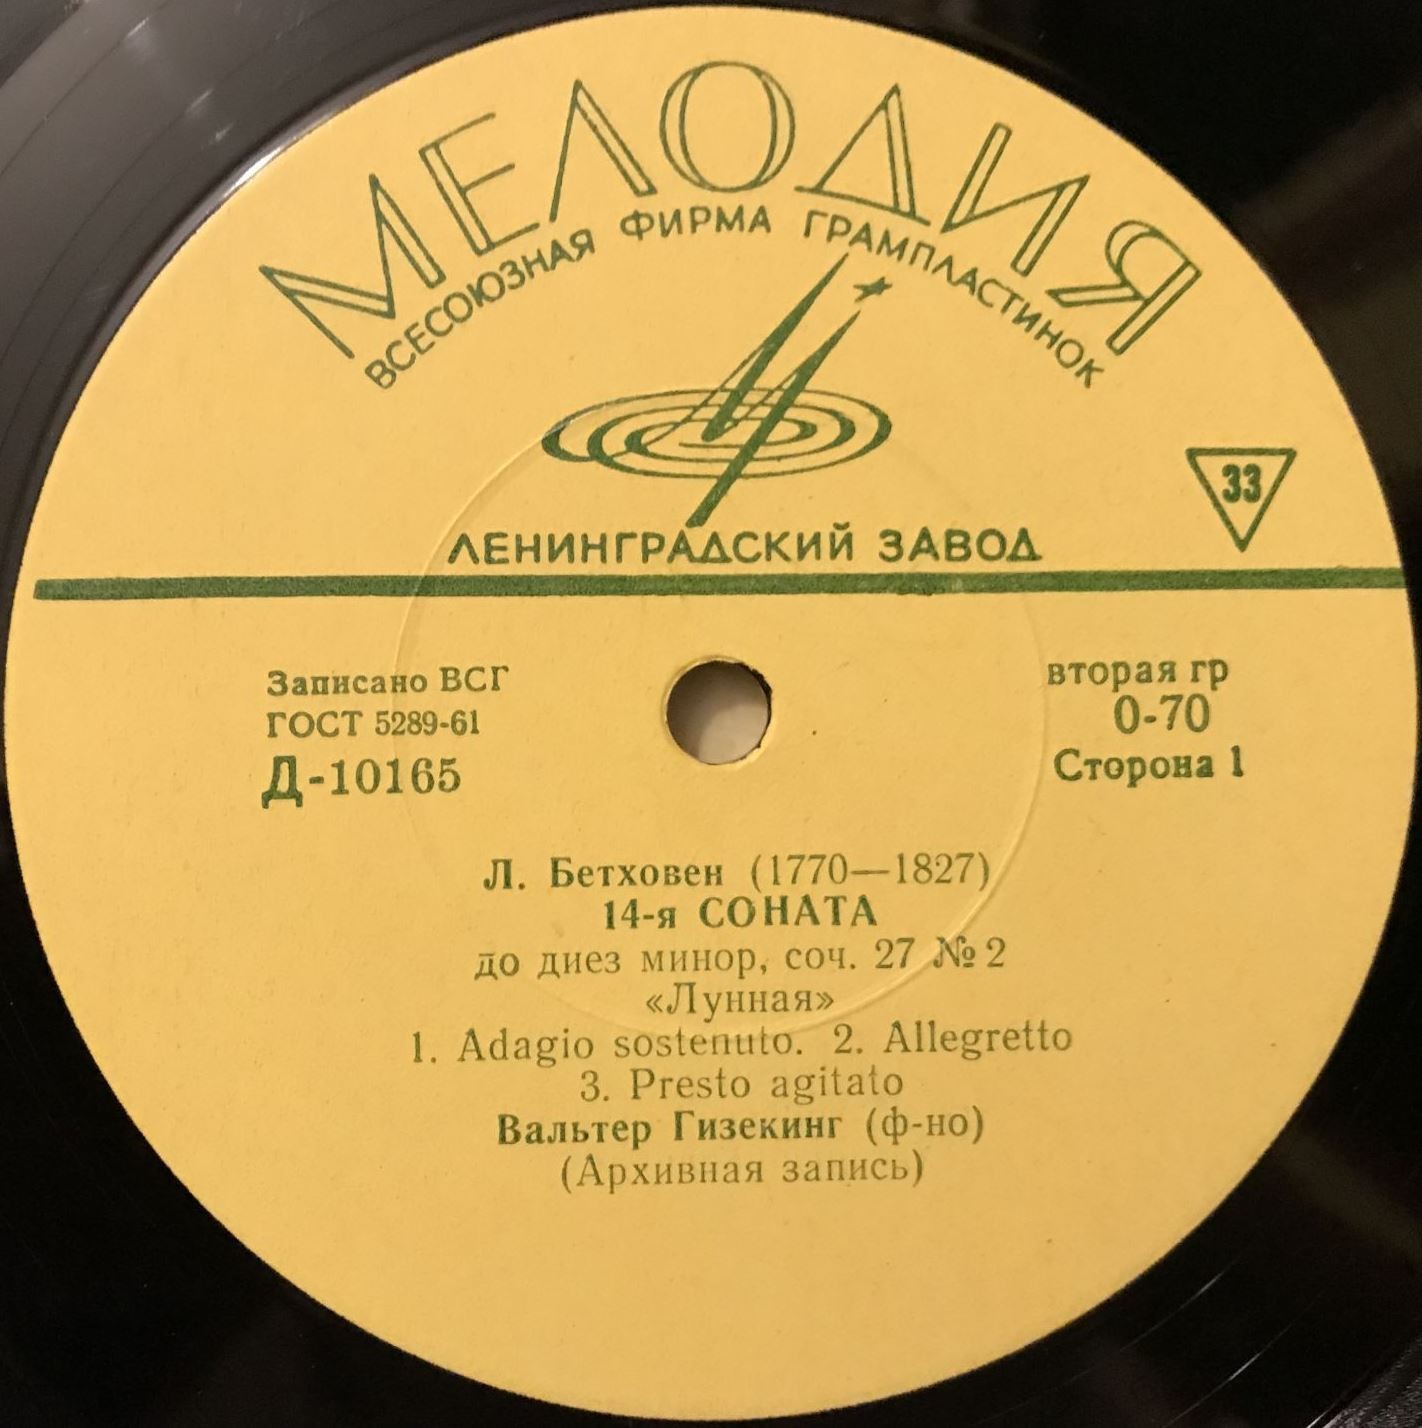 МЕЛОДИЯ
ВСЕСОЮЗНАЯ ФИРМА ГРАМПЛАСТИНОК
33
ЛЕНИНГРАДСКИЙ ЗАВОД
Записано ВСГ
ГОСТ 5289-61
Д-10165
вторая гр
0-70
Сторона 1
Л. Бетховен (1770—1827)
14-я СОНАТА
до диез минор, соч. 27 № 2
«Лунная»
1. Adagio sostenuto. 2. Allegretto
3. Presto agitato
Вальтер Гизекинг (ф-но)
(Архивная запись)